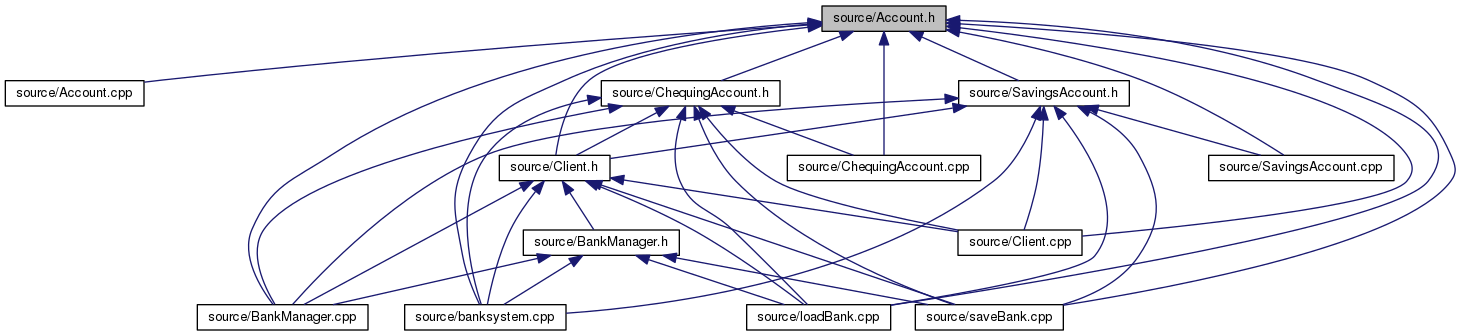 source/Account.h
source/Account.cpp
source/ChequingAccount.h
source/SavingsAccount.h
source/Client.h
source/ChequingAccount.cpp
source/SavingsAccount.cpp
source/BankManager.h
source/Client.cpp
source/BankManager.cpp
source/banksystem.cpp
source/loadBank.cpp
source/saveBank.cpp